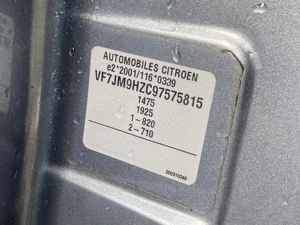 AUTOMOBILES CITROEN
e2*2001/116*0339
VF7JM9HZC97575815
1475
1925
1-820
2-710